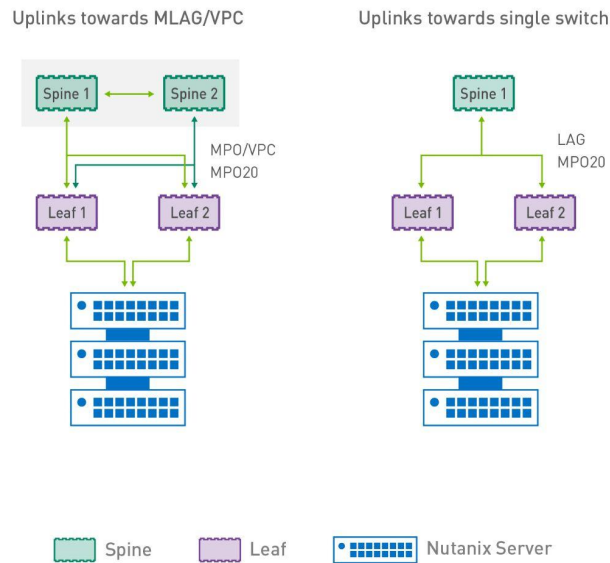 Uplinks towards MLAG/VPC
Uplinks towards single switch
Spine 1
Spine 2
Spine 1
MPO/VPC
MPO20
LAG
MPO20
Leaf 1
Leaf 2
Leaf 1
Leaf 2
Spine
Leaf
Nutanix Server